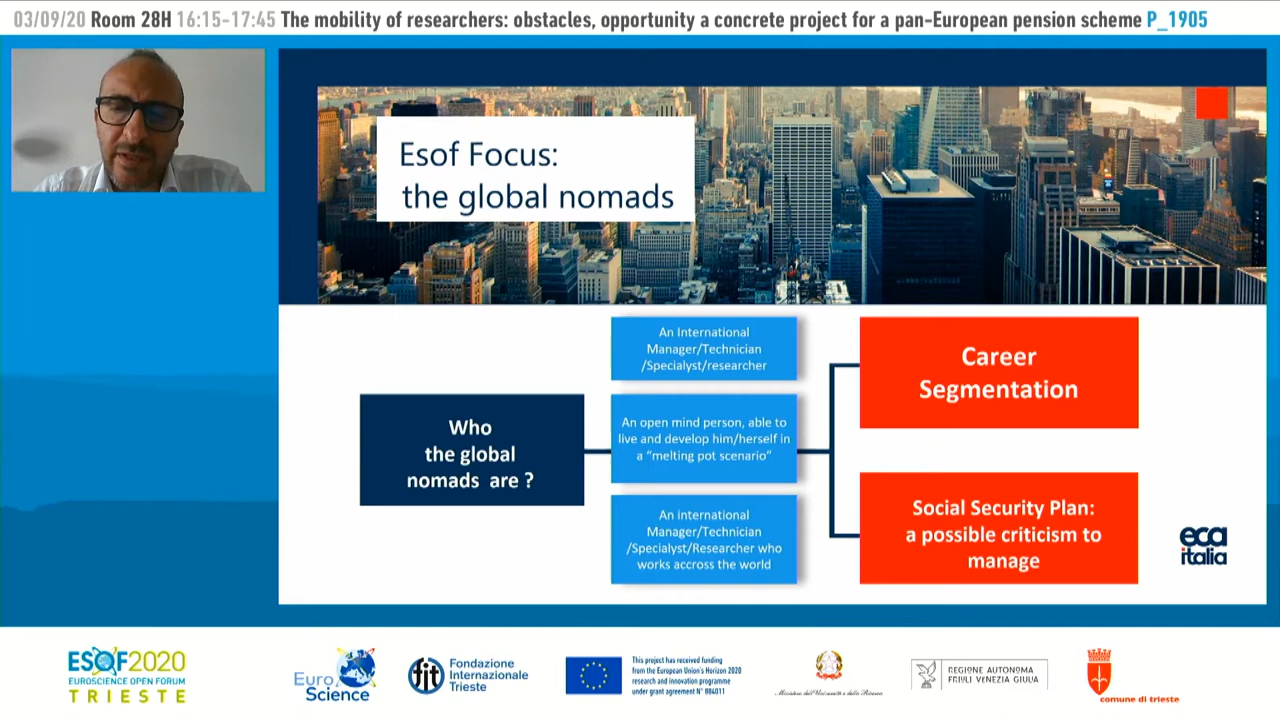 03/09/20 Room 28H 16:15-17:45 The mobility of researchers: obstacles, opportunity a concrete project for a pan-European pension scheme P_1905
Esof Focus:
the global nomads
Who
the global
nomads are ?
An International
Manager/Technician
/Specialyst/researcher
An open mind person, able to
live and develop him/herself in
a “melting pot scenario”
An international
Manager/Technician
/Specialyst/Researcher who
works accross the world
Career
Segmentation
Social Security Plan:
a possible criticism to
manage
eca
italia
ESOF2020
EUROSCIENCE OPEN FORUM
TRIESTE
Euro
Science
fit
Fondazione
Internazionale
Trieste
This project has received funding
from the European Union's Horizon 2020
research and innovation programme
under grant agreement N° 884011
Ministero dell'Università e della Ricerca
REGIONE AUTONOMA
FRIULI VENEZIA GIULIA
comune di trieste